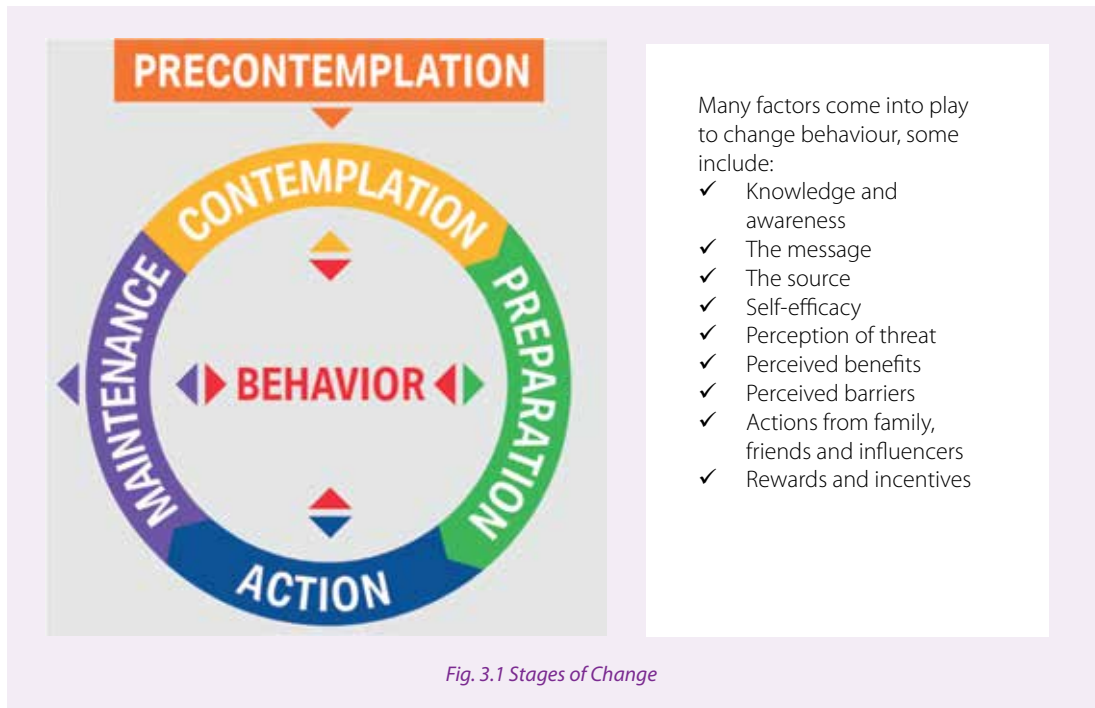 PRECONTEMPLATION
CONTEMPLATION
PREPARATION
ACTION
MAINTENANCE
BEHAVIOR
Many factors come into play
to change behaviour, some
include:
✓ Knowledge and
awareness
✓ The message
✓ The source
✓ Self-efficacy
✓ Perception of threat
✓ Perceived benefits
✓ Perceived barriers
✓ Actions from family,
friends and influencers
✓ Rewards and incentives
Fig. 3.1 Stages of Change